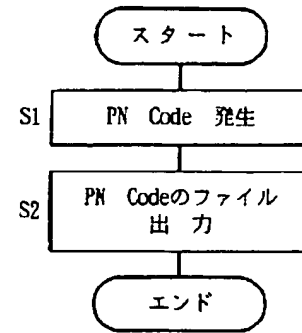 スタート
S1 PN Code 発生
S2 PN Codeのファイル
出力
エンド